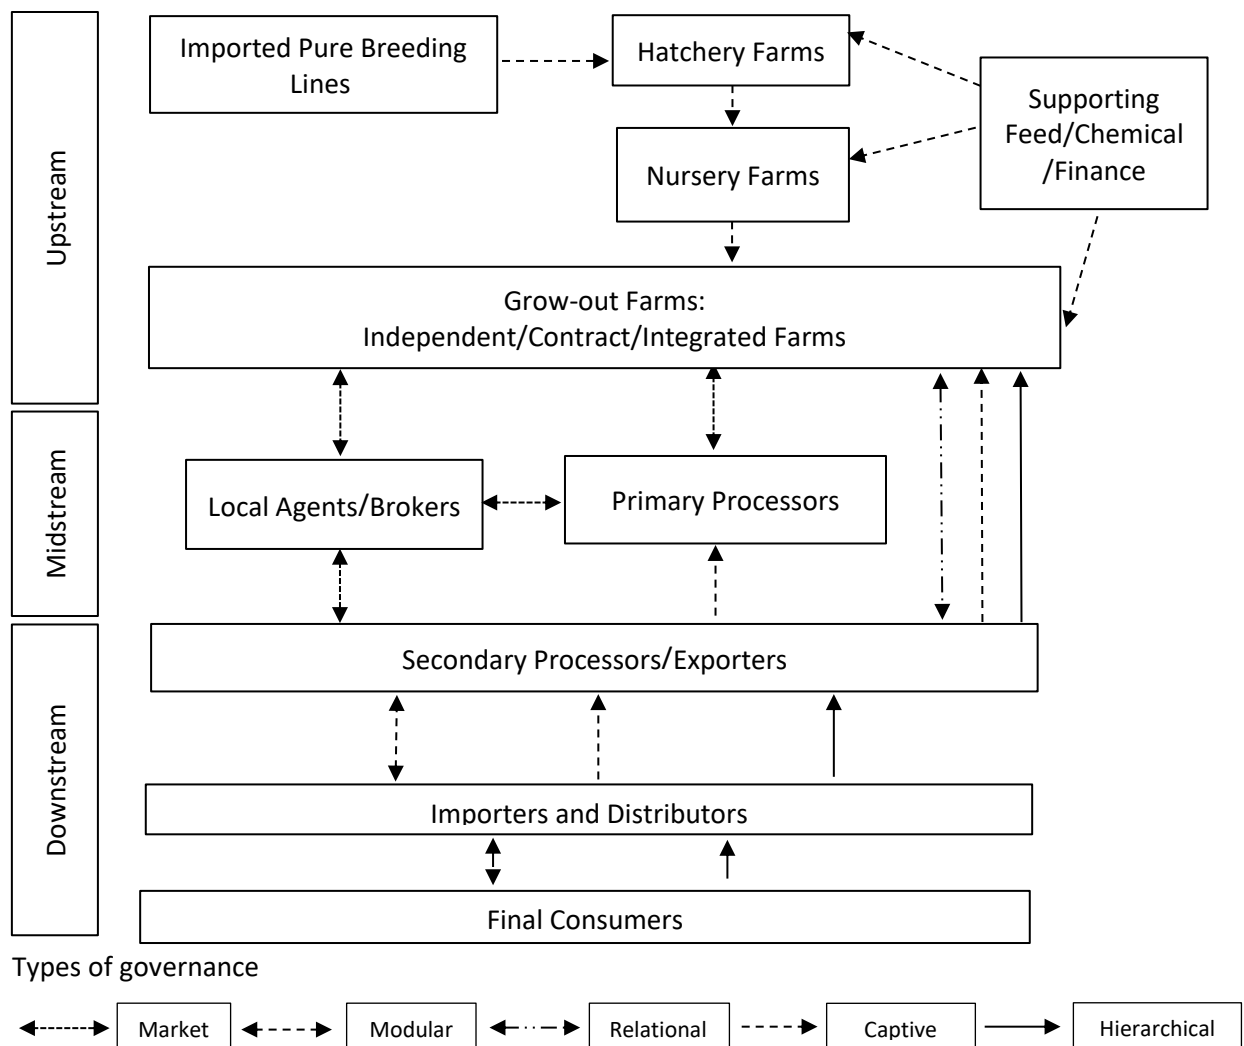 Upstream
Imported Pure Breeding
Lines
Hatchery Farms
Supporting
Feed/Chemical
/Finance
Nursery Farms
Grow-out Farms:
Independent/Contract/Integrated Farms
Midstream
Local Agents/Brokers
Primary Processors
Downstream
Secondary Processors/Exporters
Importers and Distributors
Final Consumers
Types of governance
Market
Modular
Relational
Captive
Hierarchical